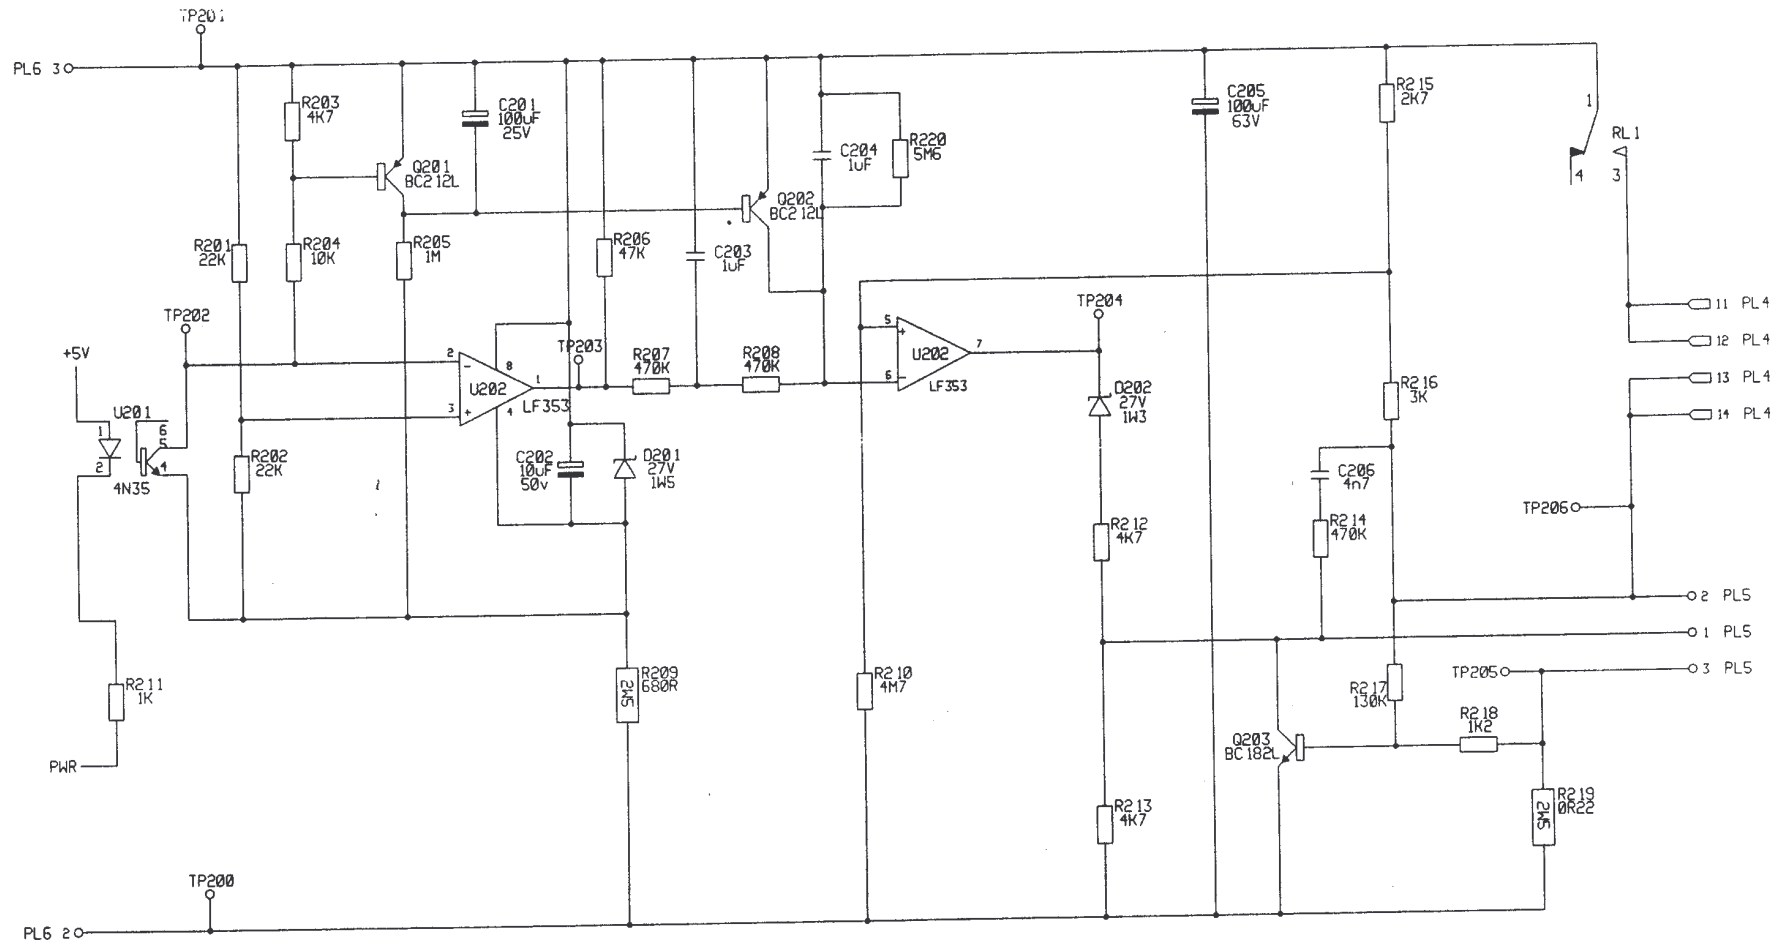 TP201
PL6 3
R203
4K7
C201
100uF
25V
Q201
BC212L
C204
1uF
R220
5M6
C205
100uF
63V
R215
2K7
1
RL1
4
3
Q202
BC212L
R201
22K
R204
10K
R205
1M
R206
47K
C203
1uF
TP202
TP203
TP204
11 PL4
12 PL4
13 PL4
14 PL4
+5V
2
-
8
U202
1
3
+
4
LF353
R207
470K
R208
470K
5
+
7
U202
6
-
LF353
D202
27V
1W3
R216
3K
U201
1
6
5
2
4
4N35
R202
22K
C202
10uF
50v
D201
27V
1W5
C206
4n7
R214
470K
TP206
R212
4K7
2 PL5
1 PL5
3 PL5
TP205
R211
1K
PWR
R209
680R
2W5
R210
4M7
R217
130K
R218
1K2
Q203
BC182L
R213
4K7
R219
0R22
2W5
TP200
PL6 2